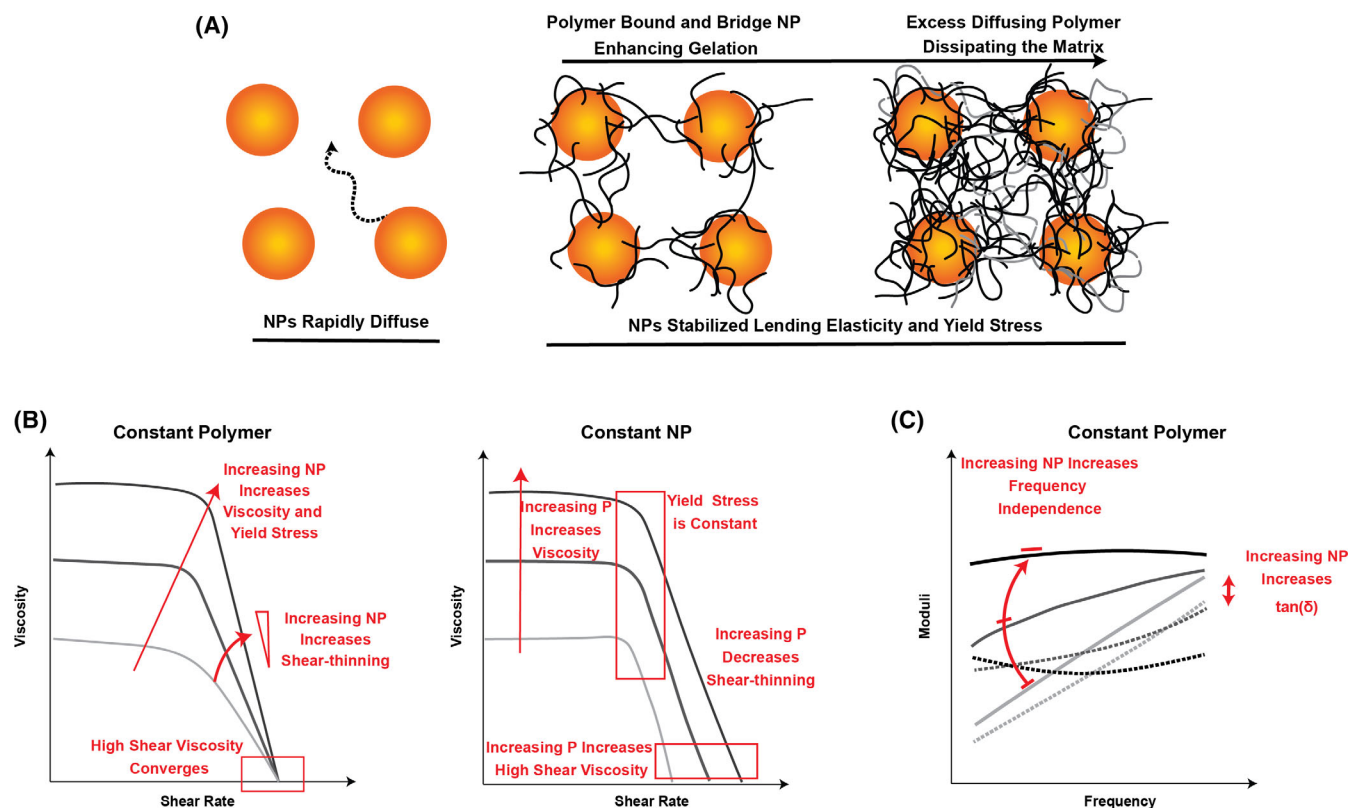 (A)
Polymer Bound and Bridge NP
Enhancing Gelation
Excess Diffusing Polymer
Dissipating the Matrix
NPs Rapidly Diffuse
NPs Stabilized Lending Elasticity and Yield Stress
(B)
Constant Polymer
Viscosity
Increasing NP
Increases
Viscosity and
Yield Stress
Increasing NP
Increases
Shear-thinning
High Shear Viscosity
Converges
Shear Rate
Constant NP
Viscosity
Increasing P
Increases
Viscosity
Yield Stress
is Constant
Increasing P
Decreases
Shear-thinning
Increasing P Increases
High Shear Viscosity
Shear Rate
(C)
Constant Polymer
Moduli
Increasing NP Increases
Frequency
Independence
Increasing NP
Increases
tan(δ)
Frequency